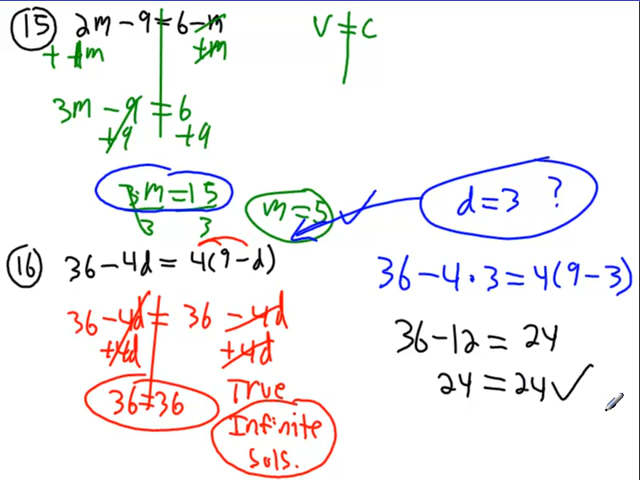 15 2m - 9 = 6 - m
+ 1m +m
V = C
3m - 9 = 6
+9 +9
3m = 15
3 3
m = 5 ✓
d = 3 ?
16 36 - 4d = 4(9 - d)
36 - 4 · 3 = 4(9 - 3)
36 - 4d = 36 - 4d
+4d +4d
36 - 12 = 24
24 = 24 ✓
36 = 36
True
Infinite
Sols.